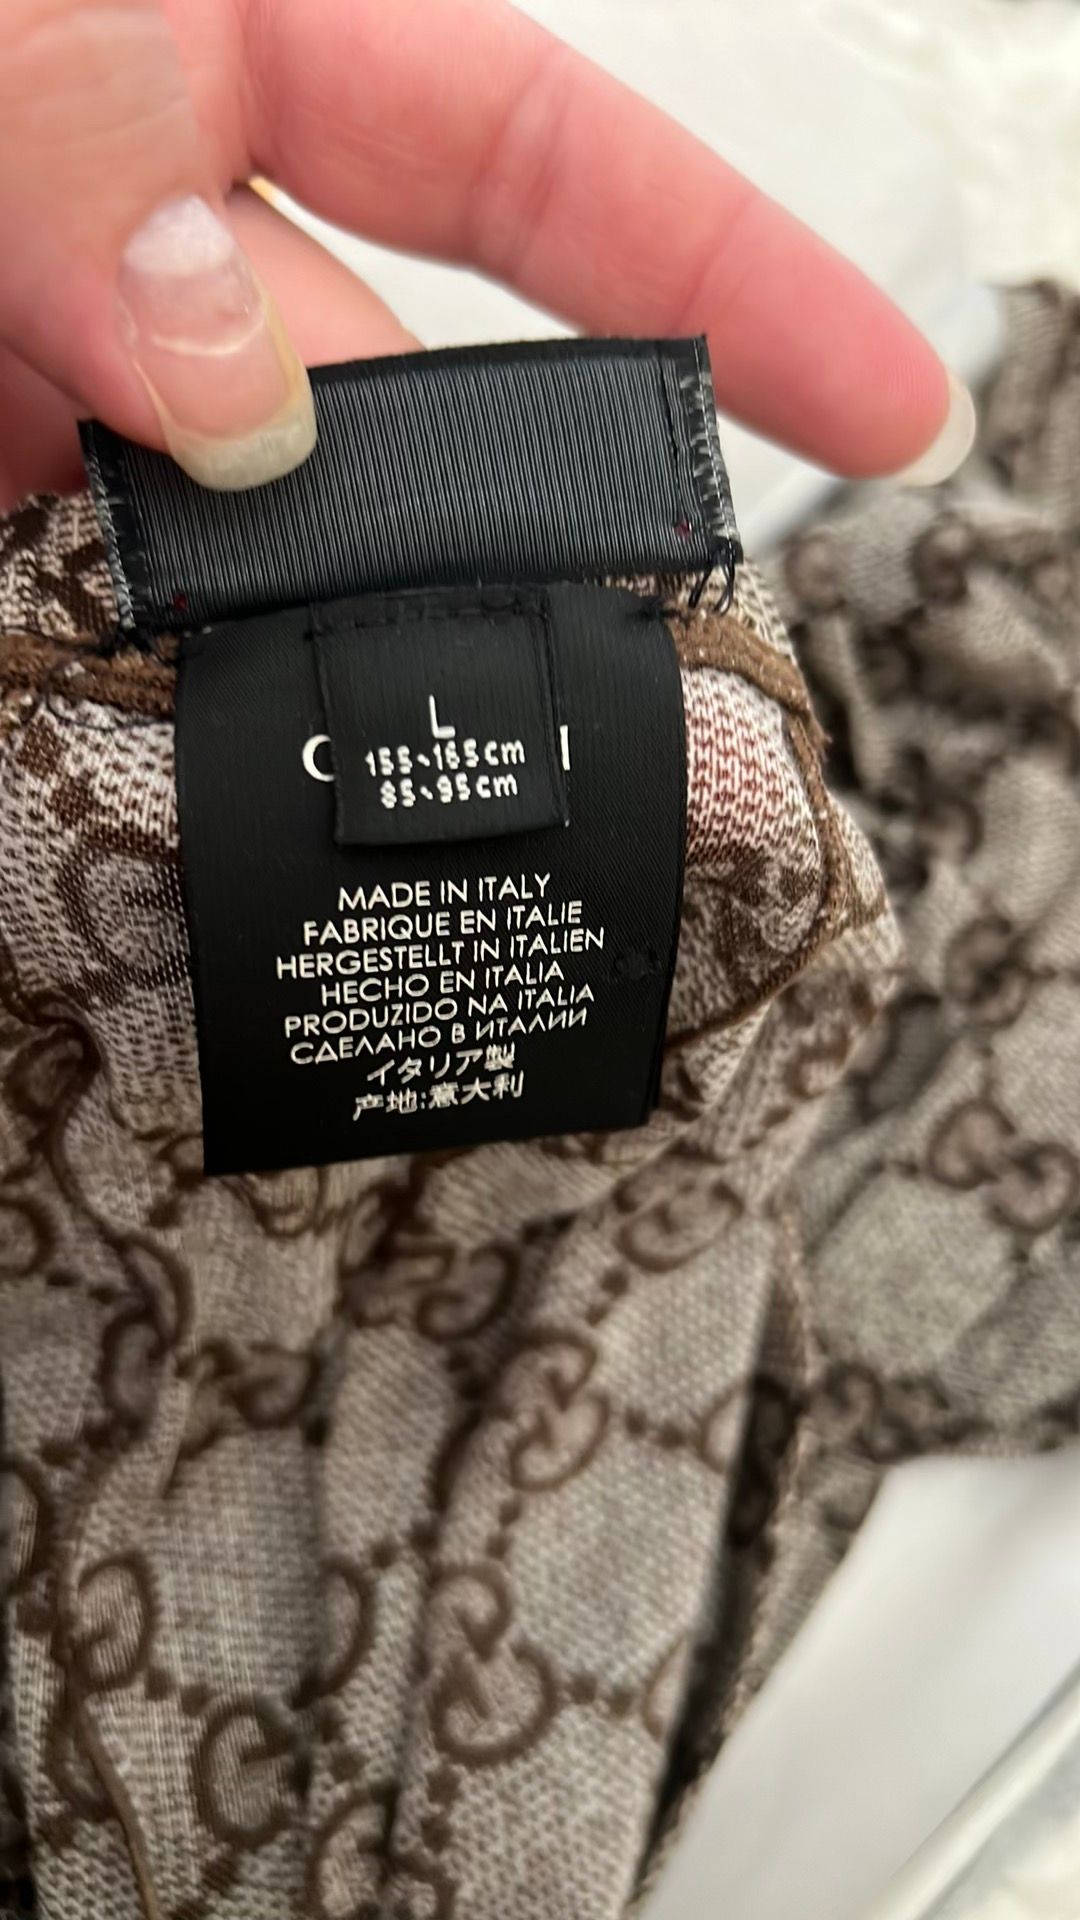 L
155~165cm
85~95cm
MADE IN ITALY
FABRIQUE EN ITALIE
HERGESTELLT IN ITALIEN
HECHO EN ITALIA
PRODUZIDO NA ITALIA
СДЕЛАНО В ИТАЛИИ
イタリア製
产地:意大利